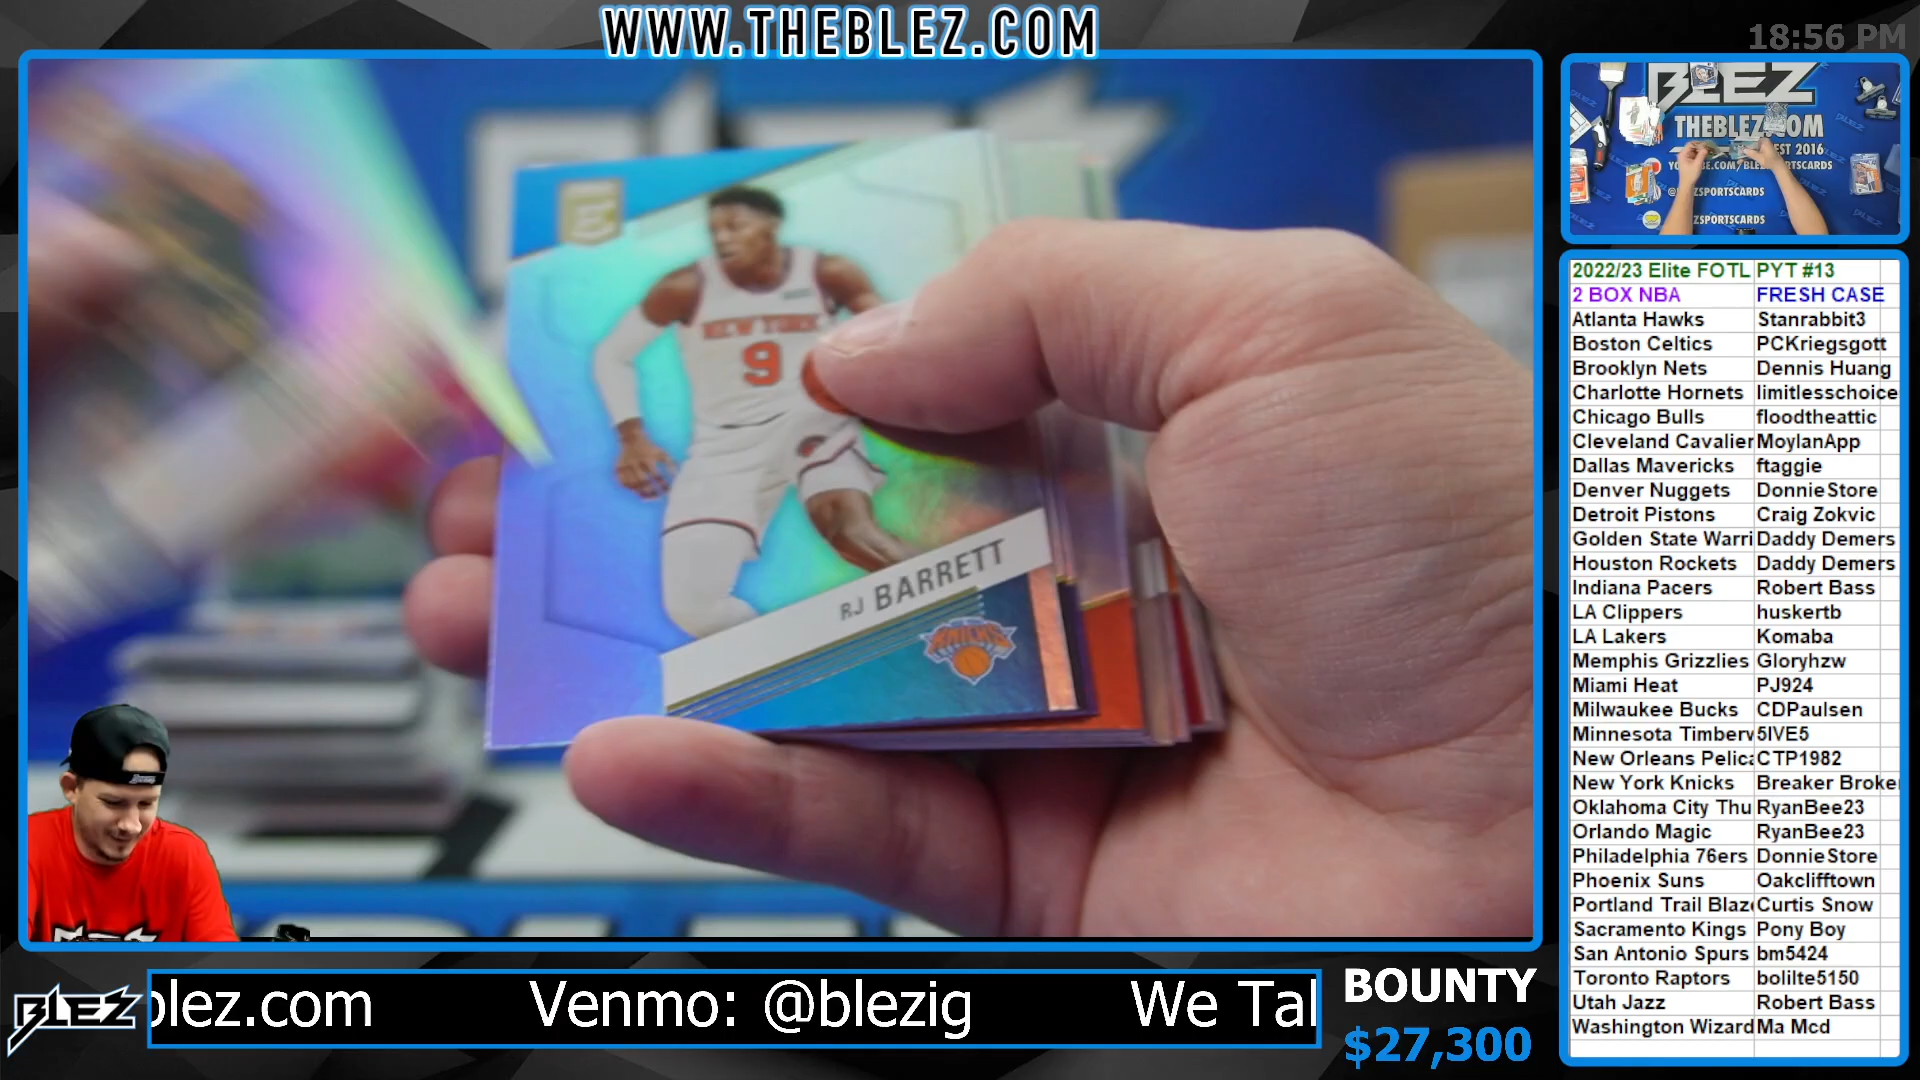 WWW.THEBLEZ.COM
18:56 PM
NEW YORK
9
RJ BARRETT
KNICKS
BLEZ
THEBLEZ.COM
EST 2016
2022/23 Elite FOTL PYT #13
2 BOX NBA FRESH CASE
Atlanta Hawks Stanrabbit3
Boston Celtics PCKriegsgott
Brooklyn Nets Dennis Huang
Charlotte Hornets limitlesschoice
Chicago Bulls floodtheattic
Cleveland Cavalier MoylanApp
Dallas Mavericks ftaggie
Denver Nuggets DonnieStore
Detroit Pistons Craig Zokvic
Golden State Warri Daddy Demers
Houston Rockets Daddy Demers
Indiana Pacers Robert Bass
LA Clippers huskertb
LA Lakers Komaba
Memphis Grizzlies Gloryhzw
Miami Heat PJ924
Milwaukee Bucks CDPaulsen
Minnesota Timberv 5IVE5
New Orleans Pelica CTP1982
New York Knicks Breaker Broker
Oklahoma City Thu RyanBee23
Orlando Magic RyanBee23
Philadelphia 76ers DonnieStore
Phoenix Suns Oakclifftown
Portland Trail Blaze Curtis Snow
Sacramento Kings Pony Boy
San Antonio Spurs bm5424
Toronto Raptors bolilte5150
Utah Jazz Robert Bass
Washington Wizard Ma Mcd
BLEZ
blez.com Venmo: @blezig We Tal
BOUNTY
$27,300